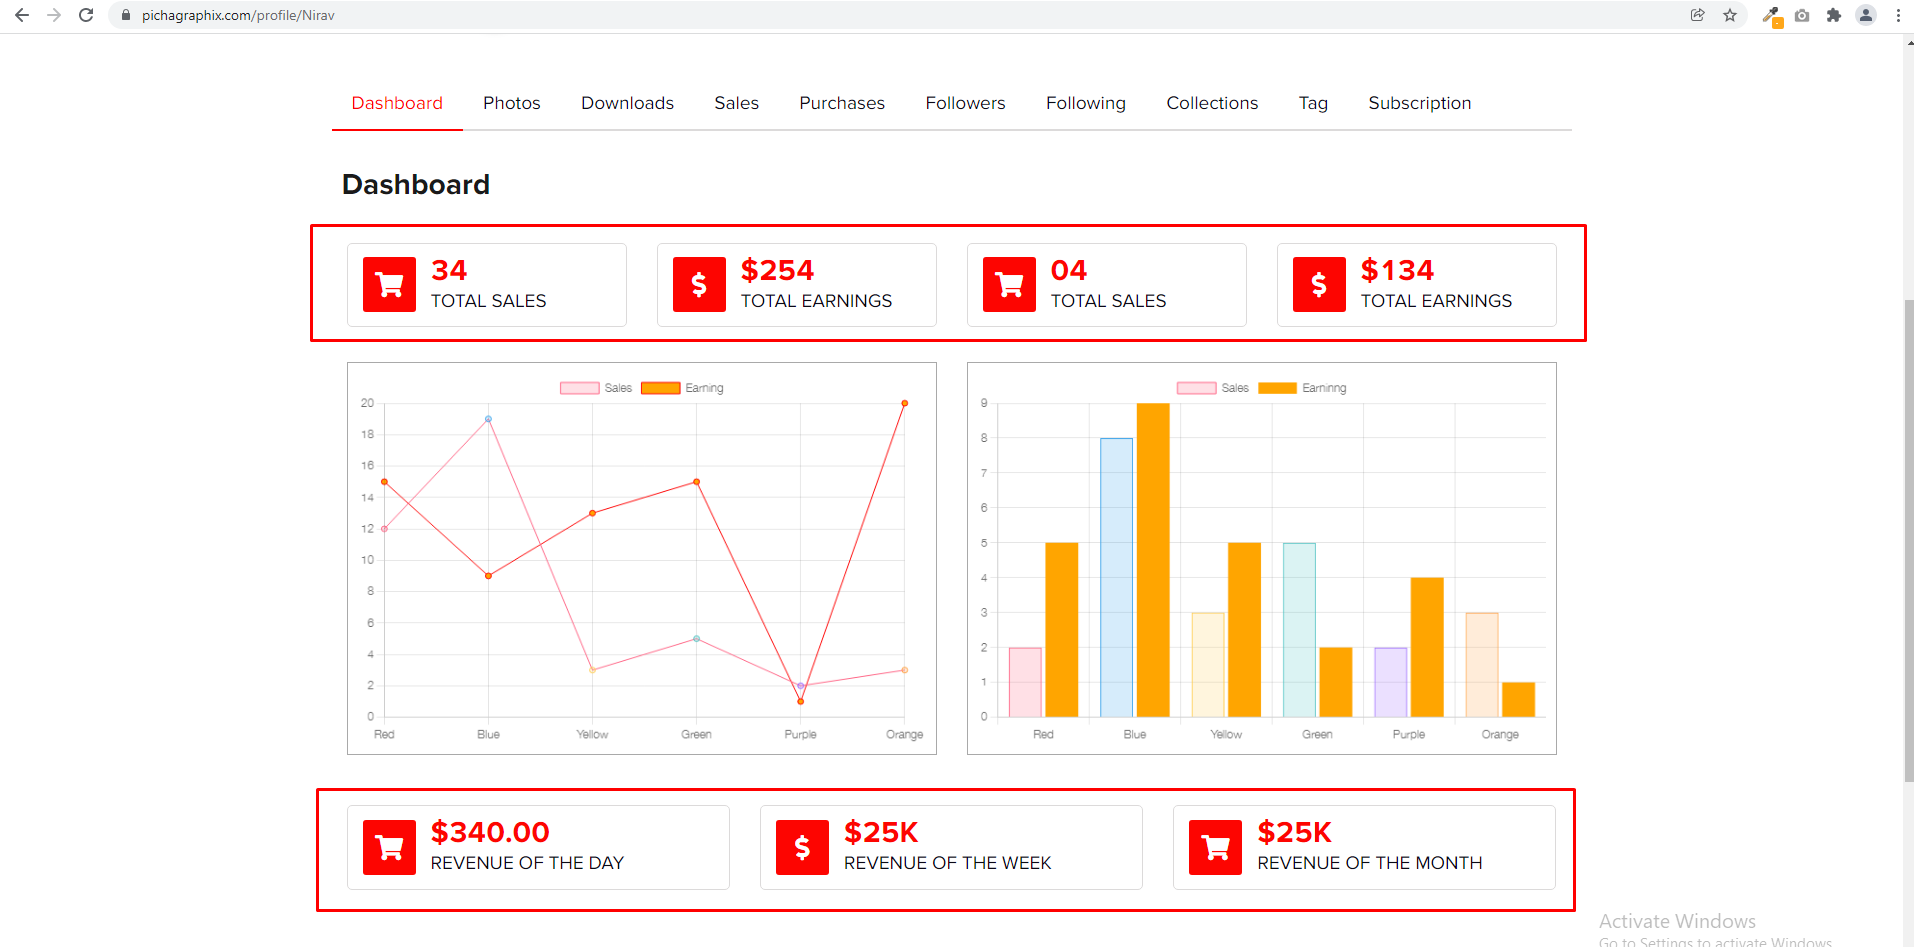 pichagraphix.com/profile/Nirav
Dashboard Photos Downloads Sales Purchases Followers Following Collections Tag Subscription
Dashboard
34
TOTAL SALES
$254
TOTAL EARNINGS
04
TOTAL SALES
$134
TOTAL EARNINGS
Sales Earning
20
18
16
14
12
10
8
6
4
2
0
Red Blue Yellow Green Purple Orange
Sales Earninng
9
8
7
6
5
4
3
2
1
0
Red Blue Yellow Green Purple Orange
$340.00
REVENUE OF THE DAY
$25K
REVENUE OF THE WEEK
$25K
REVENUE OF THE MONTH
Activate Windows
Go to Settings to activate Windows.